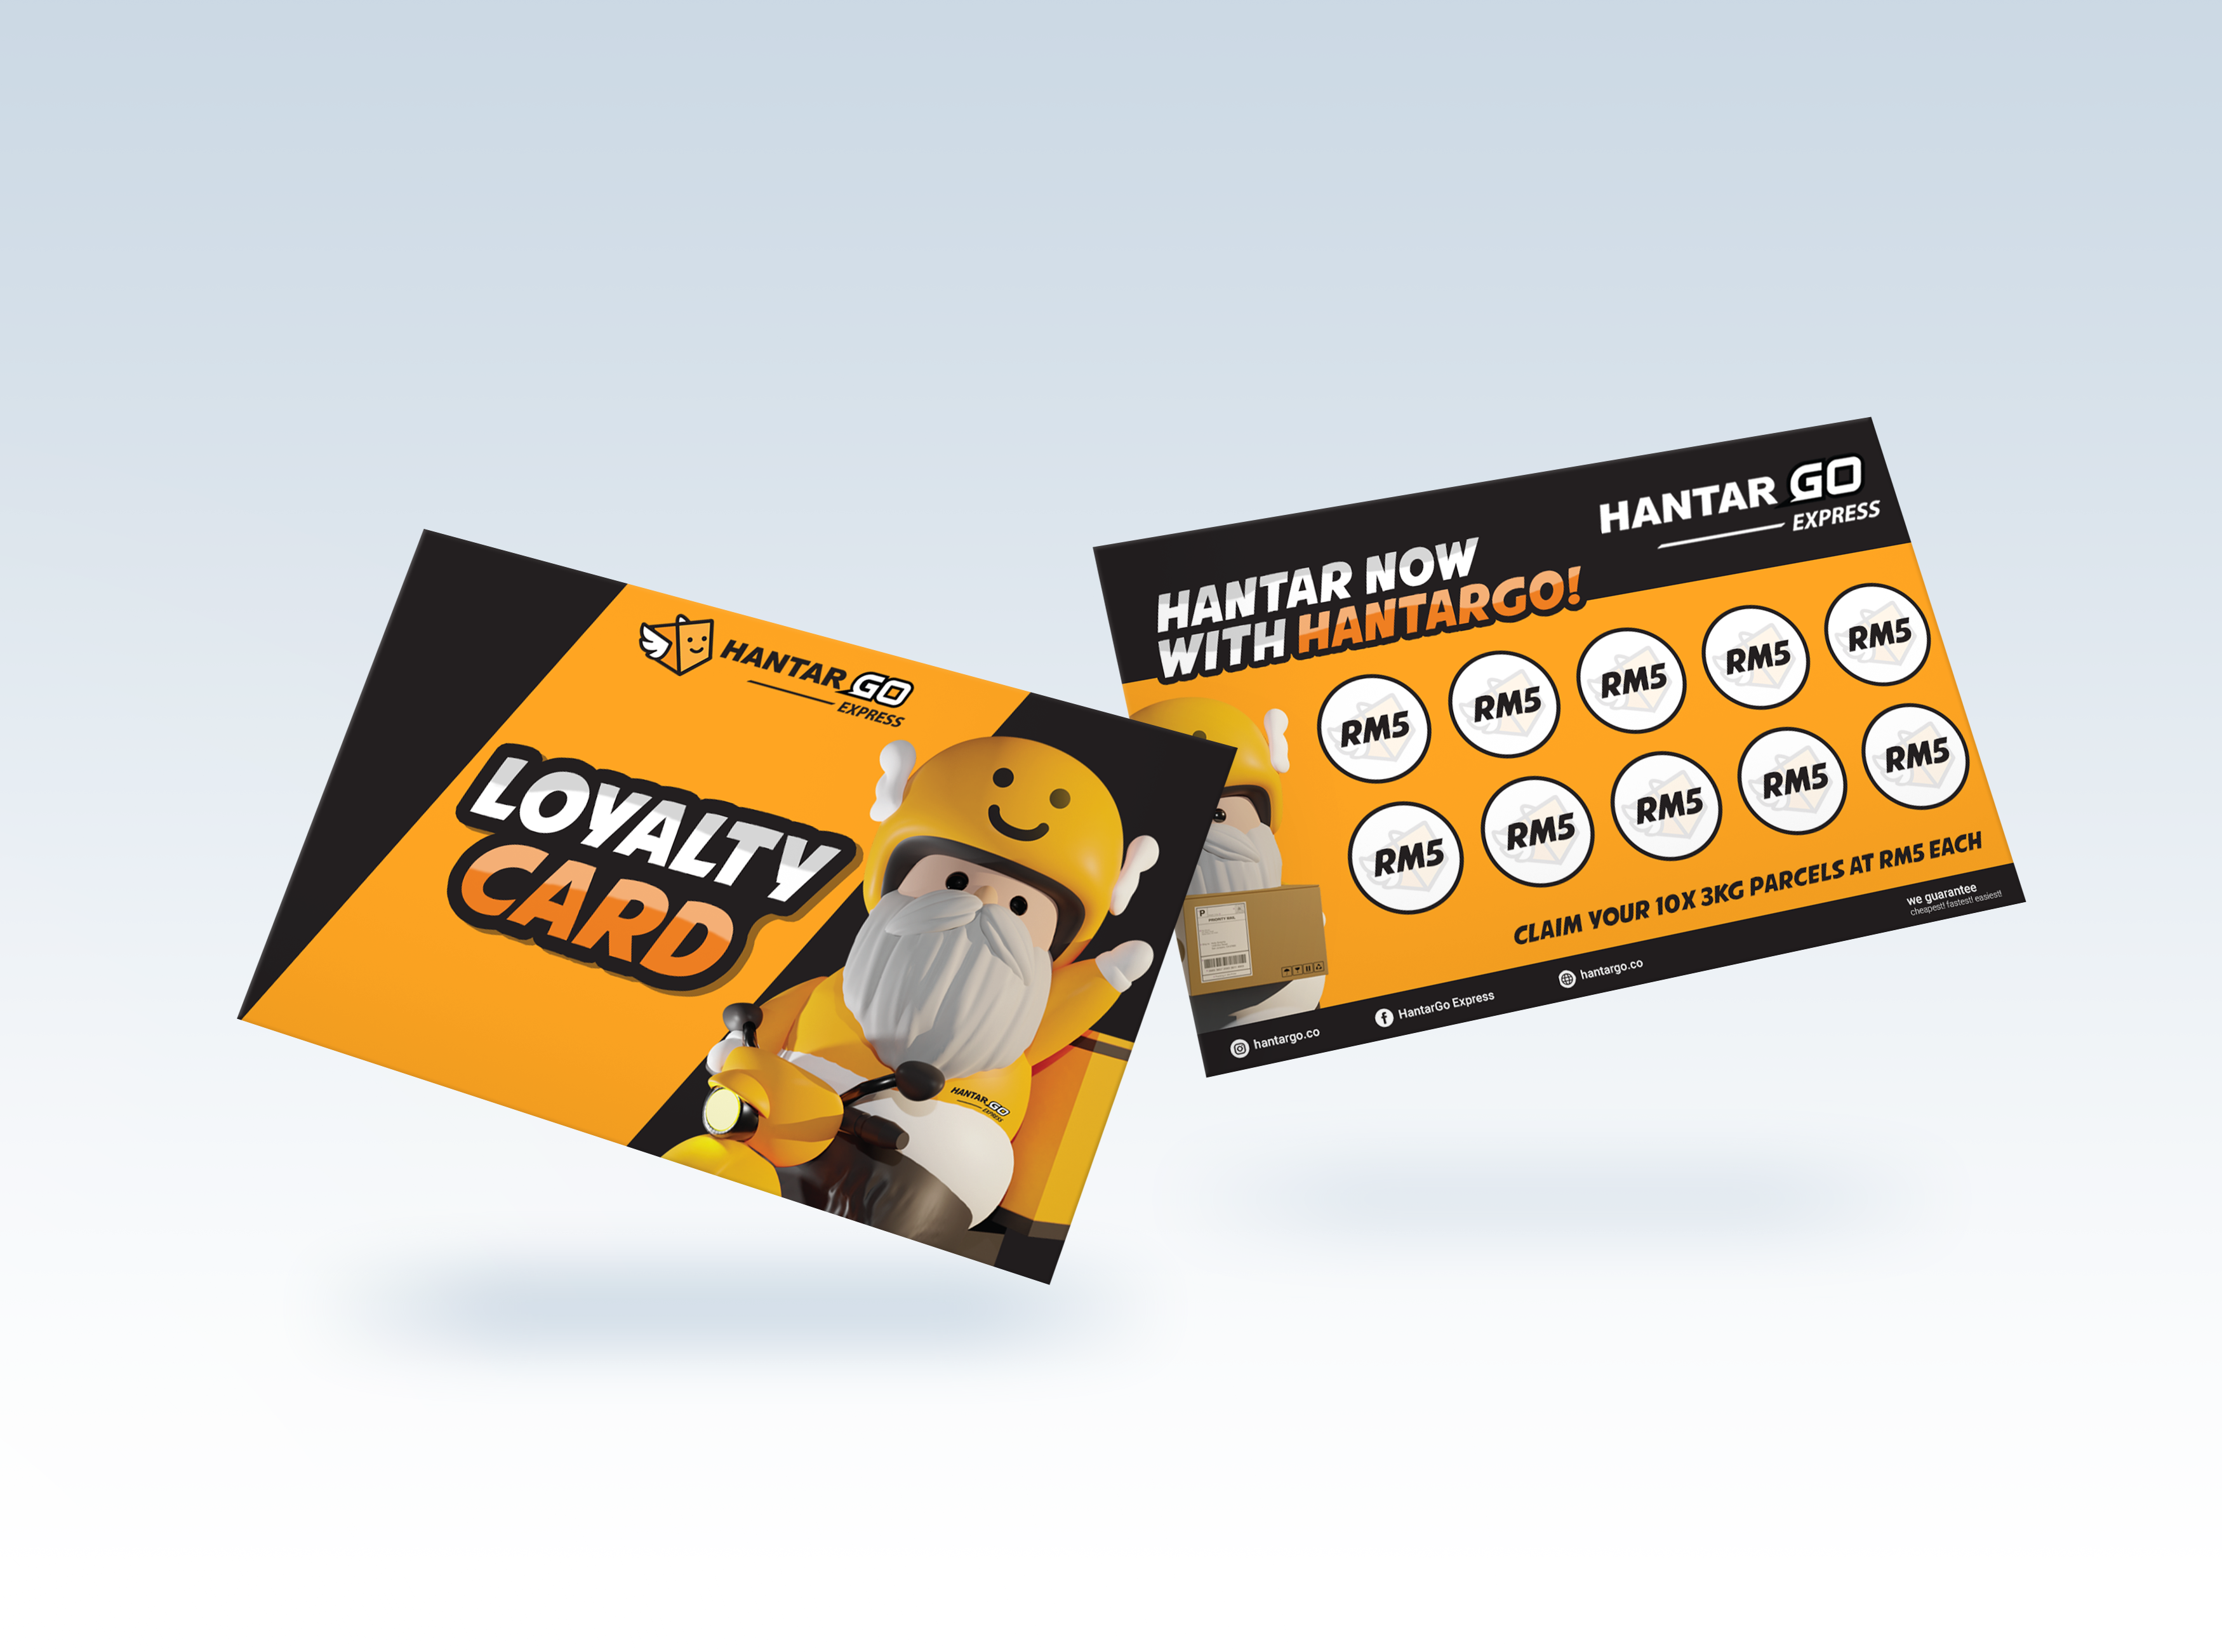 HANTAR GO
EXPRESS
LOYALTY
CARD
HANTAR GO
EXPRESS
HANTAR GO
EXPRESS
HANTAR NOW
WITH HANTARGO!
RM5 RM5 RM5 RM5 RM5
RM5 RM5 RM5 RM5 RM5
CLAIM YOUR 10X 3KG PARCELS AT RM5 EACH
P
PRIORITY MAIL
we guarantee
cheapest! fastest! easiest!
hantargo.co
HantarGo Express
hantargo.co